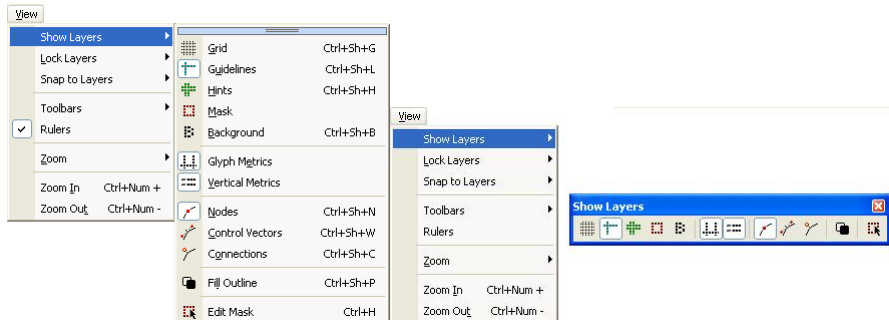 View
Show Layers
Lock Layers
Snap to Layers
Toolbars
Rulers
Zoom
Zoom In Ctrl+Num +
Zoom Out Ctrl+Num -
Grid Ctrl+Sh+G
Guidelines Ctrl+Sh+L
Hints Ctrl+Sh+H
Mask
Background Ctrl+Sh+B
Glyph Metrics
Vertical Metrics
Nodes Ctrl+Sh+N
Control Vectors Ctrl+Sh+W
Connections Ctrl+Sh+C
Fill Outline Ctrl+Sh+P
Edit Mask Ctrl+H
View
Show Layers
Lock Layers
Snap to Layers
Toolbars
Rulers
Zoom
Zoom In Ctrl+Num +
Zoom Out Ctrl+Num -
Show Layers